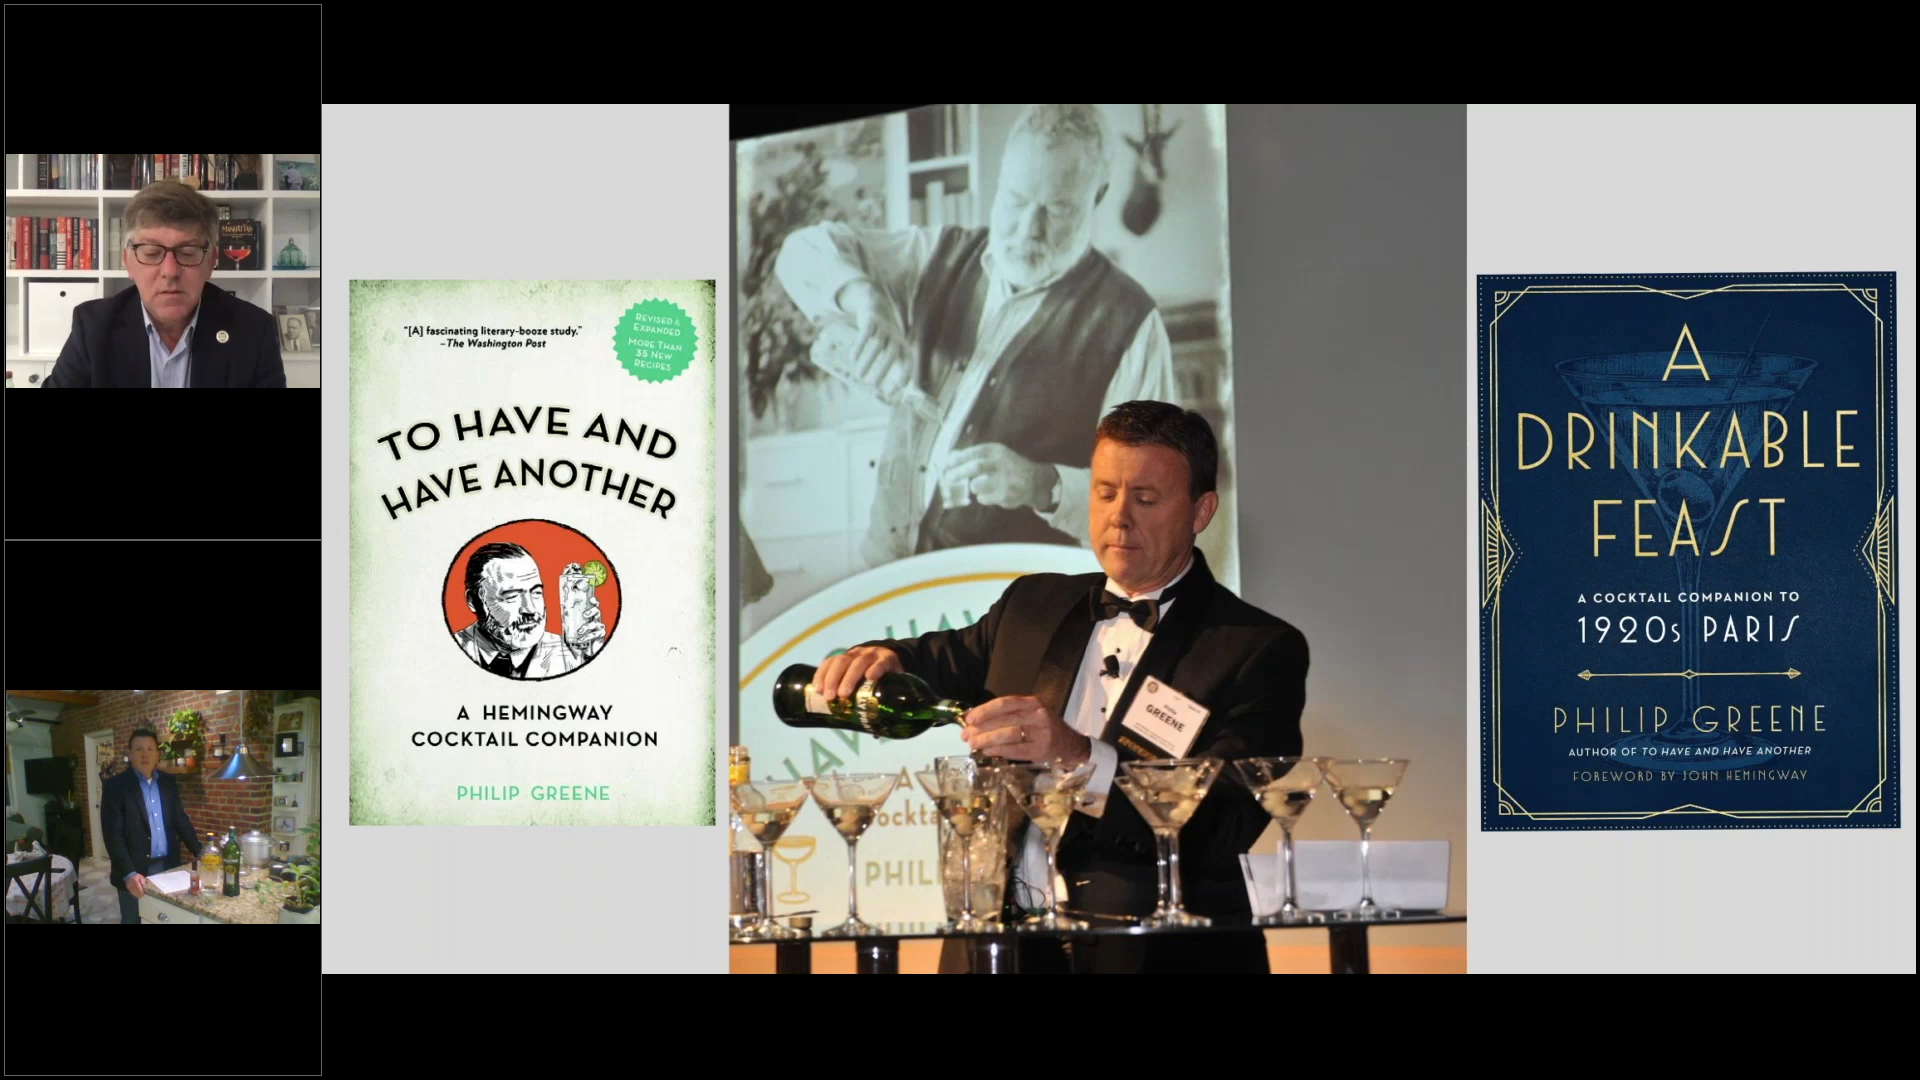 MANHATTAN
"[A] fascinating literary-booze study."
–The Washington Post
REVISED &
EXPANDED
MORE THAN
35 NEW
RECIPES
TO HAVE AND
HAVE ANOTHER
A HEMINGWAY
COCKTAIL COMPANION
PHILIP GREENE
GREENE
PHIL
A
DRINKABLE
FEAST
A COCKTAIL COMPANION TO
1920s PARIS
PHILIP GREENE
AUTHOR OF TO HAVE AND HAVE ANOTHER
FOREWORD BY JOHN HEMINGWAY